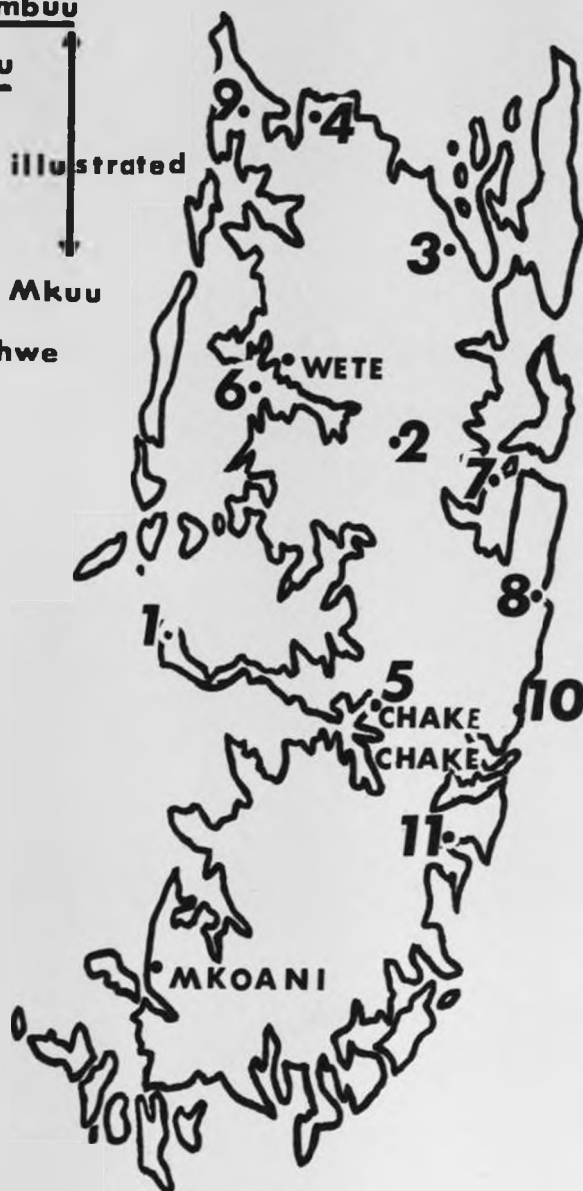 mbuu
u
illustrated
Mkuu
hwe
9
4
3
WETE
6
2
7
8
1
5
10
CHAKE
CHAKE
11
MKOANI